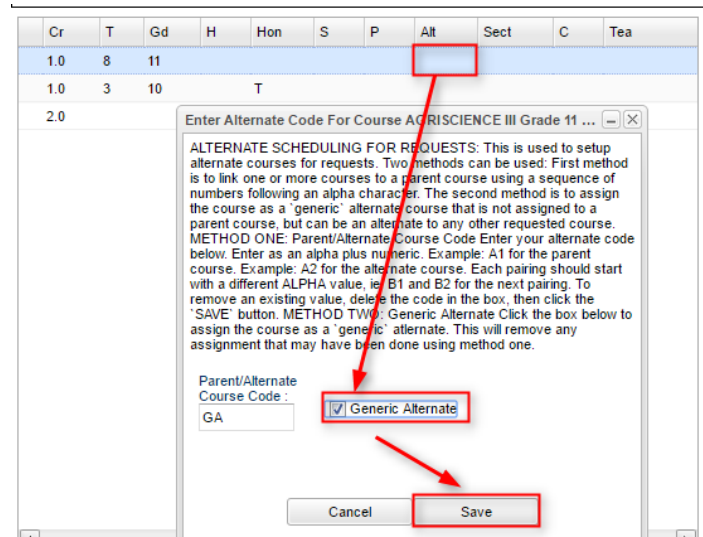 Cr T Gd H Hon S P Alt Sect C Tea
1.0 8 11
1.0 3 10 T
2.0
Enter Alternate Code For Course AGRISCIENCE III Grade 11 ...
ALTERNATE SCHEDULING FOR REQUESTS: This is used to setup
alternate courses for requests. Two methods can be used: First method
is to link one or more courses to a parent course using a sequence of
numbers following an alpha character. The second method is to assign
the course as a `generic` alternate course that is not assigned to a
parent course, but can be an alternate to any other requested course.
METHOD ONE: Parent/Alternate Course Code Enter your alternate code
below. Enter as an alpha plus numeric. Example: A1 for the parent
course. Example: A2 for the alternate course. Each pairing should start
with a different ALPHA value, ie. B1 and B2 for the next pairing. To
remove an existing value, delete the code in the box, then click the
`SAVE` button. METHOD TWO: Generic Alternate Click the box below to
assign the course as a `generic` atlernate. This will remove any
assignment that may have been done using method one.
Parent/Alternate
Course Code :
GA
Generic Alternate
Cancel Save